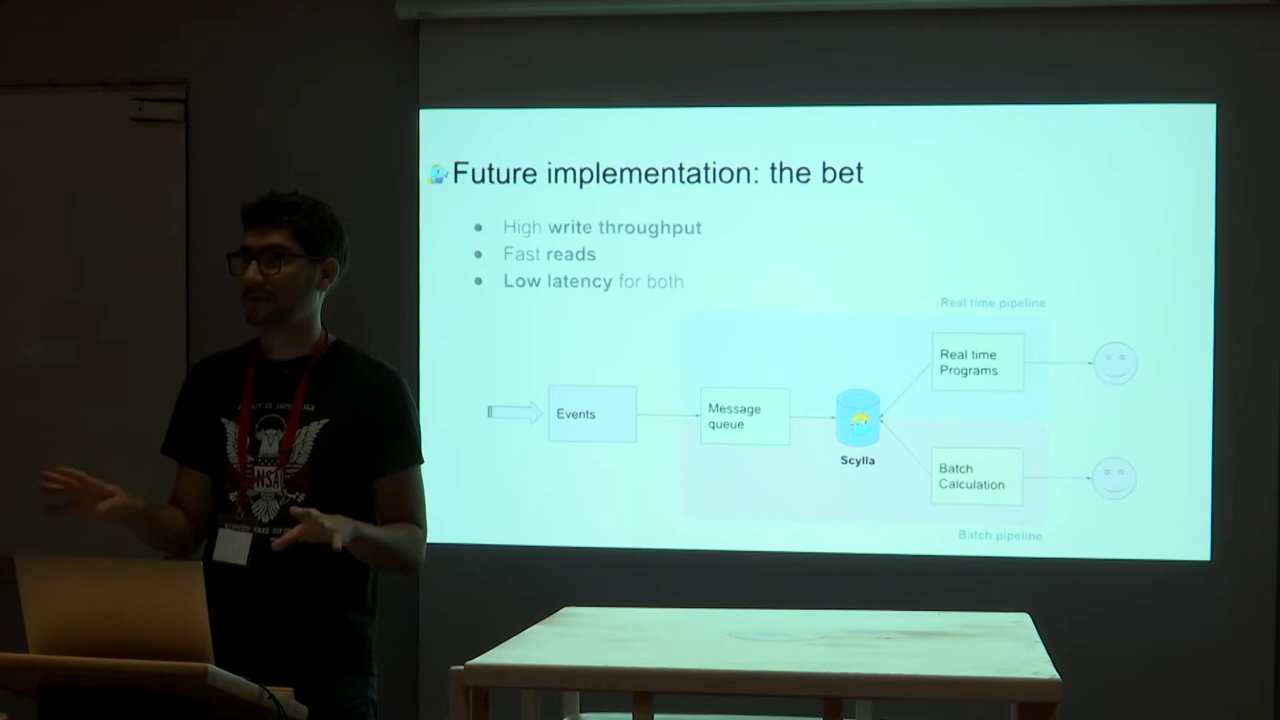 Future implementation: the bet
High write throughput
Fast reads
Low latency for both
Real time pipeline
Real time
Programs
Events
Message
queue
Scylla
Batch
Calculation
Batch pipeline
NSA